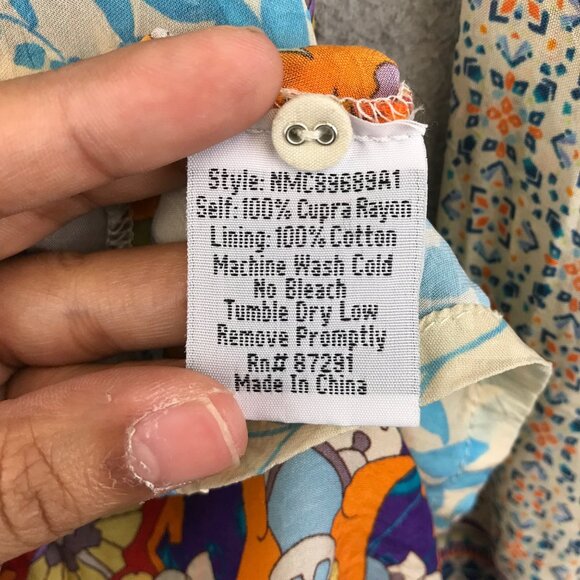 Style: NMC89689A1
Self: 100% Cupra Rayon
Lining: 100% Cotton
Machine Wash Cold
No Bleach
Tumble Dry Low
Remove Promptly
Rn# 87291
Made In China